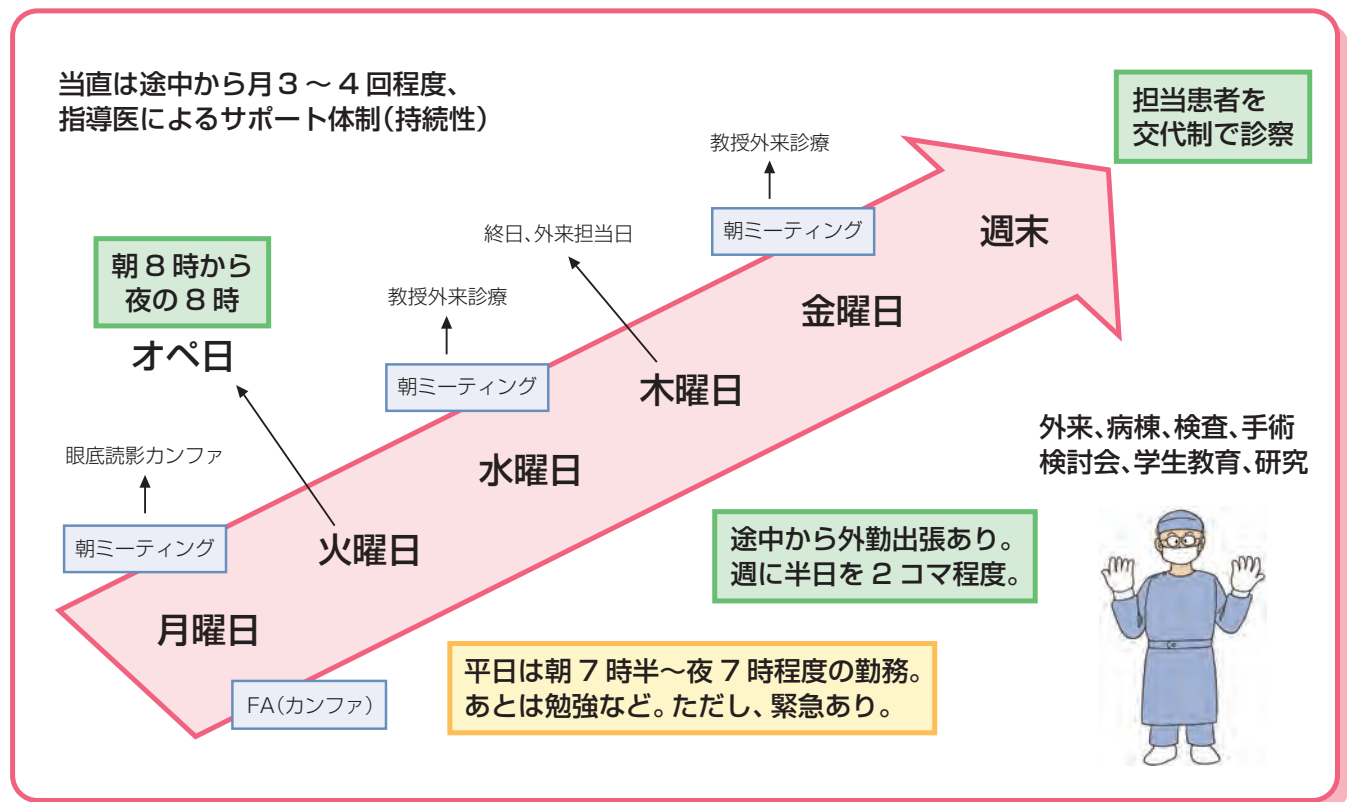 当直は途中から月3～4回程度、
指導医によるサポート体制(持続性)
担当患者を
交代制で診察
教授外来診療
朝ミーティング
週末
終日、外来担当日
朝8時から
夜の8時
オペ日
教授外来診療
朝ミーティング
金曜日
木曜日
眼底読影カンファ
朝ミーティング
水曜日
火曜日
月曜日
FA(カンファ)
外来、病棟、検査、手術
検討会、学生教育、研究
途中から外勤出張あり。
週に半日を2コマ程度。
平日は朝7時半～夜7時程度の勤務。
あとは勉強など。ただし、緊急あり。